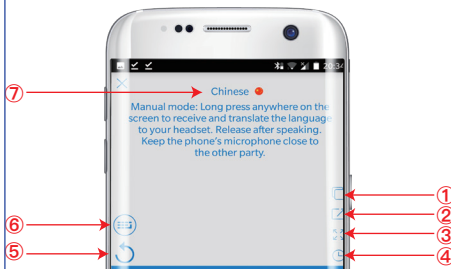 20:34
⑦
Chinese
Manual mode: Long press anywhere on the
screen to receive and translate the language
to your headset. Release after speaking.
Keep the phone's microphone close to
the other party.
①
②
⑥
③
⑤
④